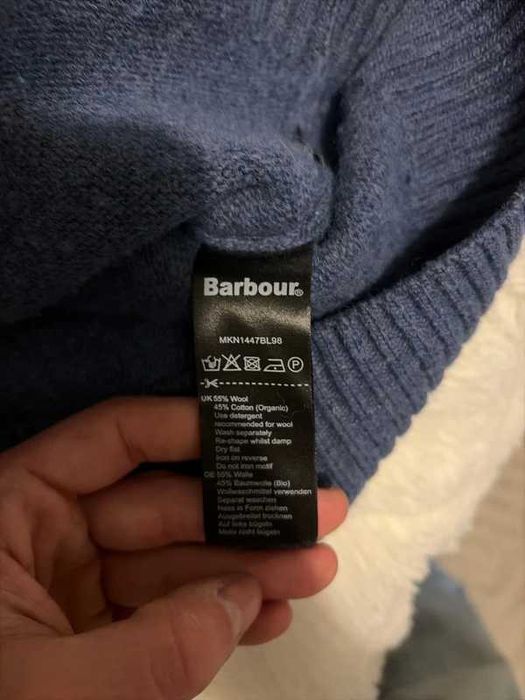 Barbour®
MKN1447BL98
P
UK 55% Wool
45% Cotton (Organic)
Use detergent
recommended for wool
Wash separately
Re-shape whilst damp
Dry flat
Iron on reverse
Do not iron motif
DE 55% Wolle
45% Baumwolle (Bio)
Wollwaschmittel verwenden
Separat waschen
Nass in Form ziehen
Ausgebreitet trocknen
Auf links bügeln
Motiv nicht bügeln